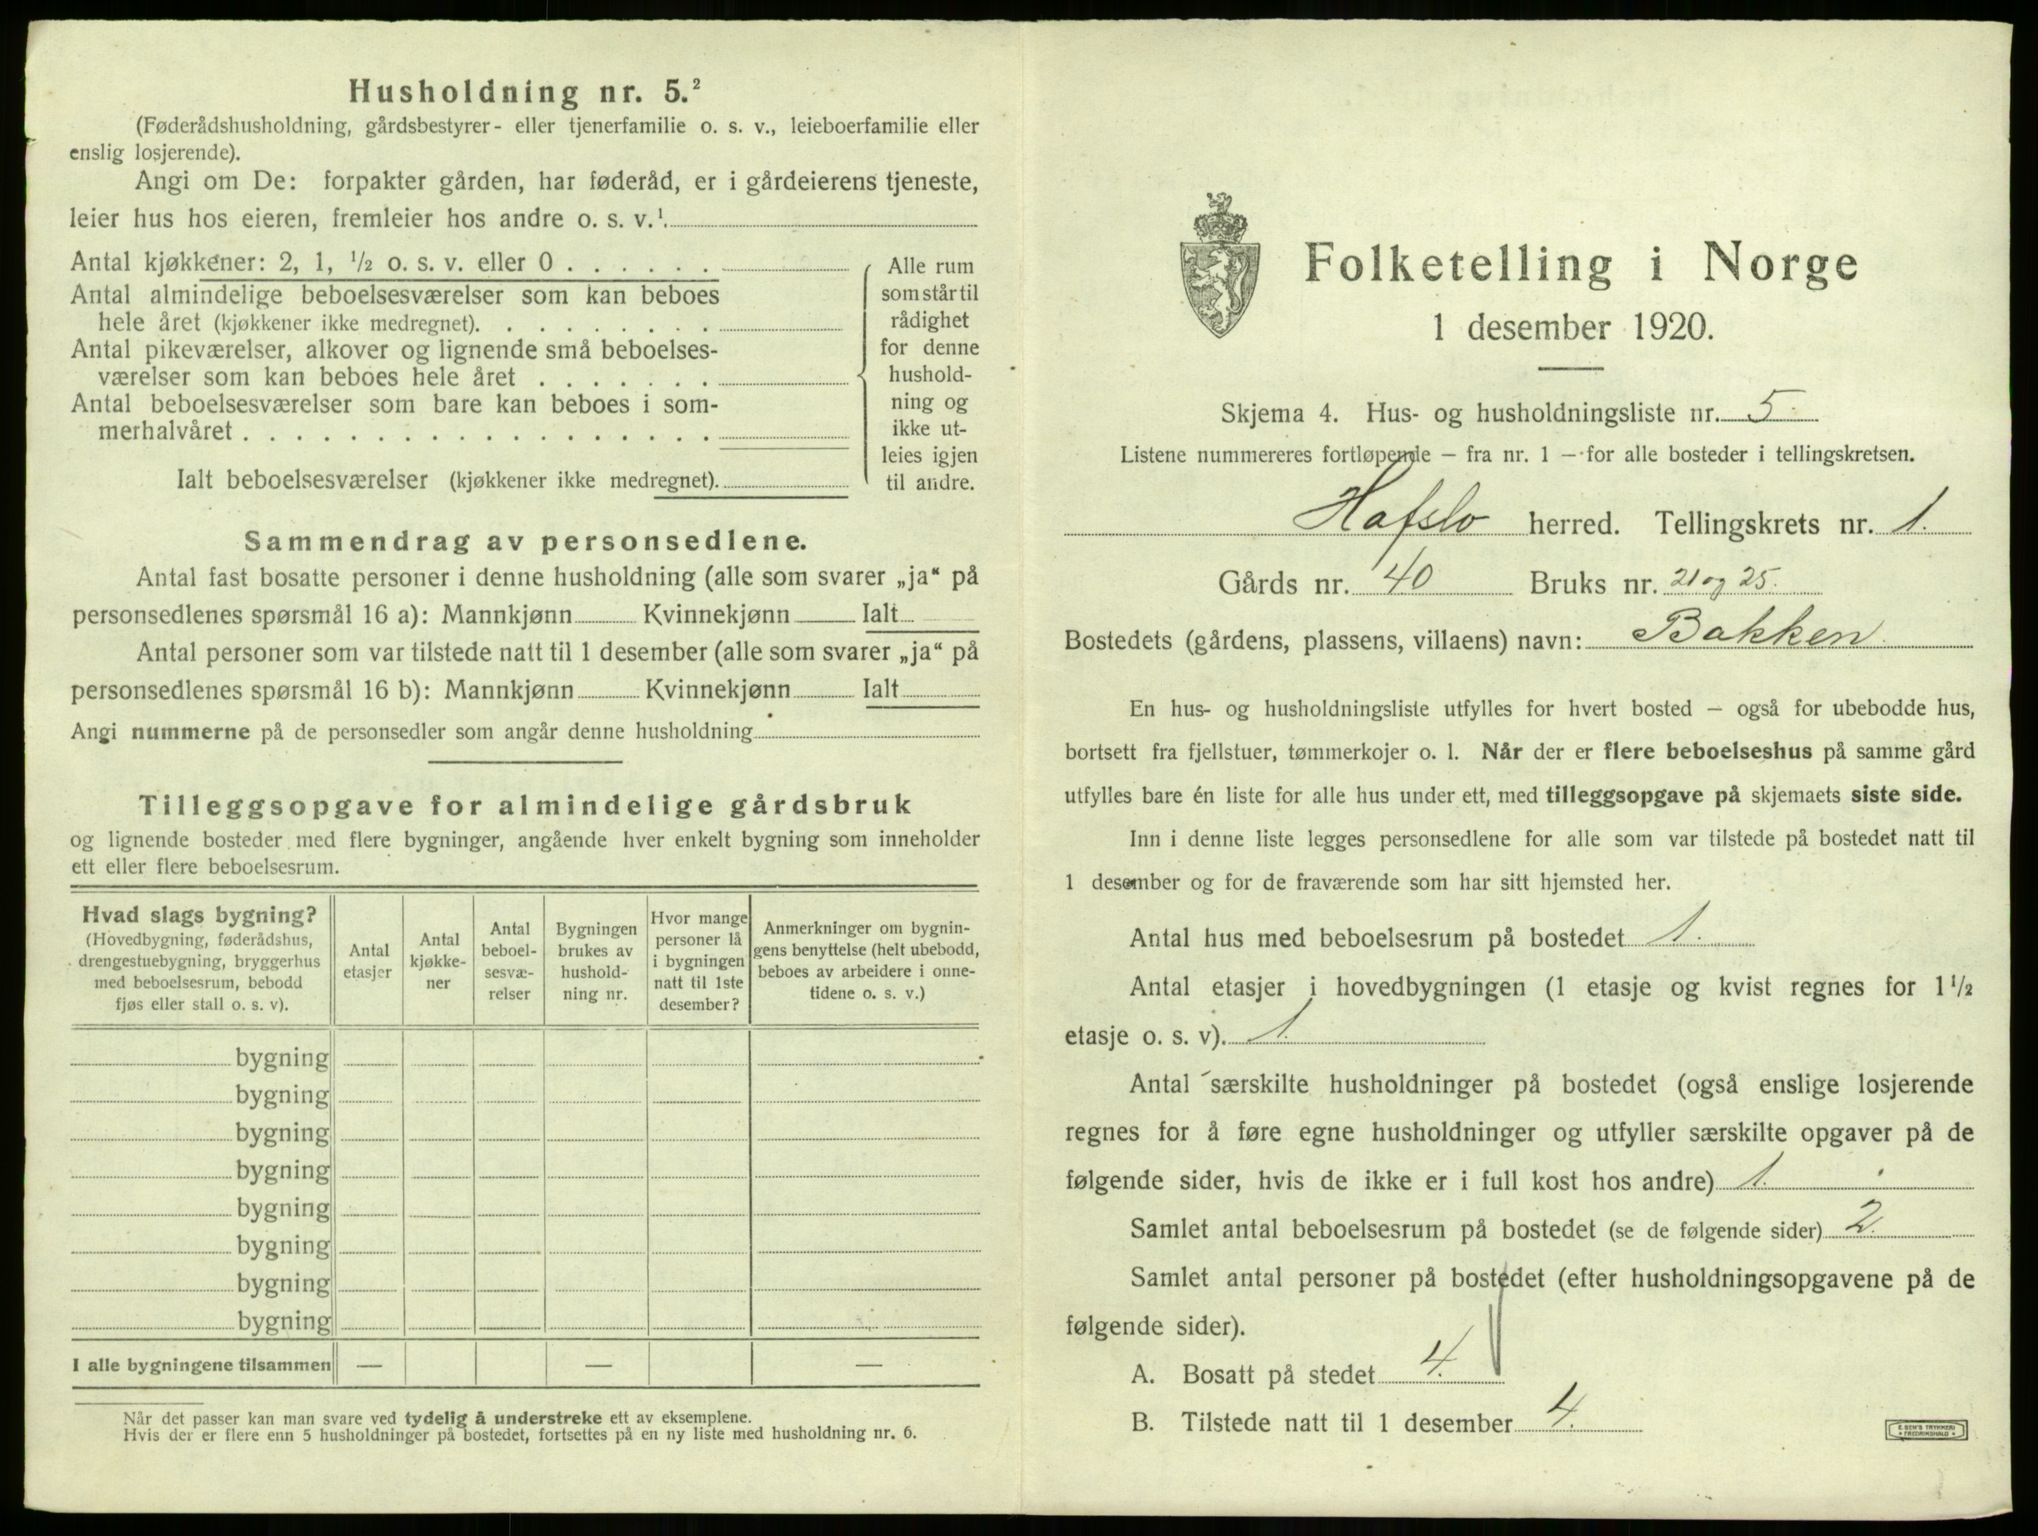 Husholdning nr. 5.²
(Føderådshusholdning, gårdsbestyrer- eller tjenerfamilie o. s. v., leieboerfamilie eller
enslig losjerende).
Angi om De: forpakter gården, har føderåd, er i gårdeierens tjeneste,
leier hus hos eieren, fremleier hos andre o. s. v.¹
Antal kjøkkener: 2, 1, ½ o. s. v. eller 0 . . . . . .
Antal almindelige beboelsesværelser som kan beboes
hele året (kjøkkener ikke medregnet). . . . . . . . .
Antal pikeværelser, alkover og lignende små beboelses-
værelser som kan beboes hele året . . . . . . .
Antal beboelsesværelser som bare kan beboes i som-
merhalvåret . . . . . . . . . . . . . . . . . .
Ialt beboelsesværelser (kjøkkener ikke medregnet).
Alle rum
som står til
rådighet
for denne
hushold-
ning og
ikke ut-
leies igjen
til andre.
Sammendrag av personsedlene.
Antal fast bosatte personer i denne husholdning (alle som svarer „ja“ på
personsedlenes spørsmål 16 a): Mannkjønn Kvinnekjønn Ialt
Antal personer som var tilstede natt til 1 desember (alle som svarer „ja“ på
personsedlenes spørsmål 16 b): Mannkjønn Kvinnekjønn Ialt
Angi nummerne på de personsedler som angår denne husholdning
Tilleggsopgave for almindelige gårdsbruk
og lignende bosteder med flere bygninger, angående hver enkelt bygning som inneholder
ett eller flere beboelsesrum.
Hvad slags bygning?
(Hovedbygning, føderådshus,
drengestuebygning, bryggerhus
med beboelsesrum, bebodd
fjøs eller stall o. s. v).
Antal
etasjer
Antal
kjøkke-
ner
Antal
beboel-
sesvæ-
relser
Bygningen
brukes av
hushold-
ning nr.
Hvor mange
personer lå
i bygningen
natt til 1ste
desember?
Anmerkninger om bygnin-
gens benyttelse (helt ubebodd,
beboes av arbeidere i onne-
tidene o. s. v.)
bygning
bygning
bygning
bygning
bygning
bygning
bygning
bygning
I alle bygningene tilsammen — — —
Når det passer kan man svare ved tydelig å understreke ett av eksemplene.
Hvis der er flere enn 5 husholdninger på bostedet, fortsettes på en ny liste med husholdning nr. 6.
Folketelling i Norge
1 desember 1920.
Skjema 4. Hus- og husholdningsliste nr. 5
Listene nummereres fortløpende – fra nr. 1 – for alle bosteder i tellingskretsen.
Hafslo herred. Tellingskrets nr. 1.
Gårds nr. 40 Bruks nr. 21 og 25.
Bostedets (gårdens, plassens, villaens) navn: Bakken
En hus- og husholdningsliste utfylles for hvert bosted – også for ubebodde hus,
bortsett fra fjellstuer, tømmerkojer o. l. Når der er flere beboelseshus på samme gård
utfylles bare én liste for alle hus under ett, med tilleggsopgave på skjemaets siste side.
Inn i denne liste legges personsedlene for alle som var tilstede på bostedet natt til
1 desember og for de fraværende som har sitt hjemsted her.
Antal hus med beboelsesrum på bostedet 1.
Antal etasjer i hovedbygningen (1 etasje og kvist regnes for 1½
etasje o. s. v). 1.
Antal særskilte husholdninger på bostedet (også enslige losjerende
regnes for å føre egne husholdninger og utfyller særskilte opgaver på de
følgende sider, hvis de ikke er i full kost hos andre) 1.
Samlet antal beboelsesrum på bostedet (se de følgende sider) 2.
Samlet antal personer på bostedet (efter husholdningsopgavene på de
følgende sider).
A. Bosatt på stedet 4.
B. Tilstede natt til 1 desember 4.
E. SEM'S TRYKKERI
• FREDRIKSHALD •